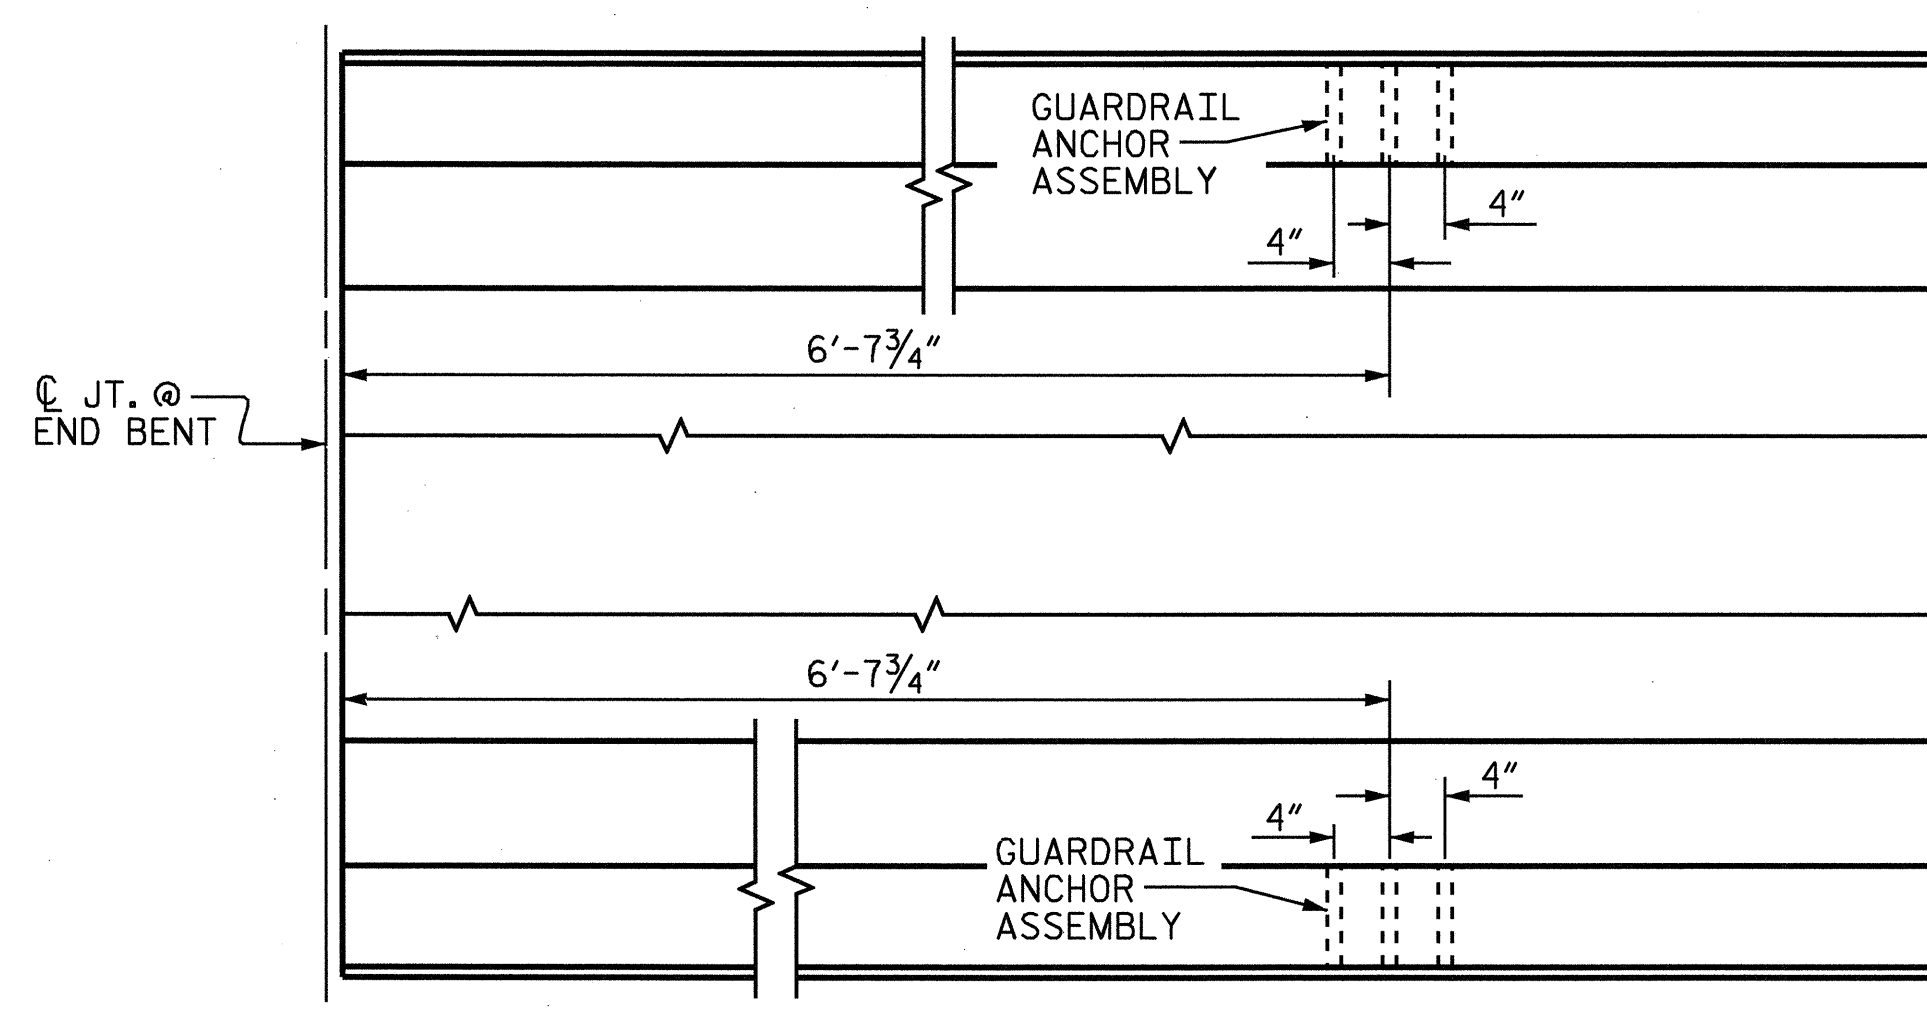 GUARDRAIL
ANCHOR
ASSEMBLY
4″
4″
6′-7¾″
℄ JT. @
END BENT
6′-7¾″
4″
4″
GUARDRAIL
ANCHOR
ASSEMBLY